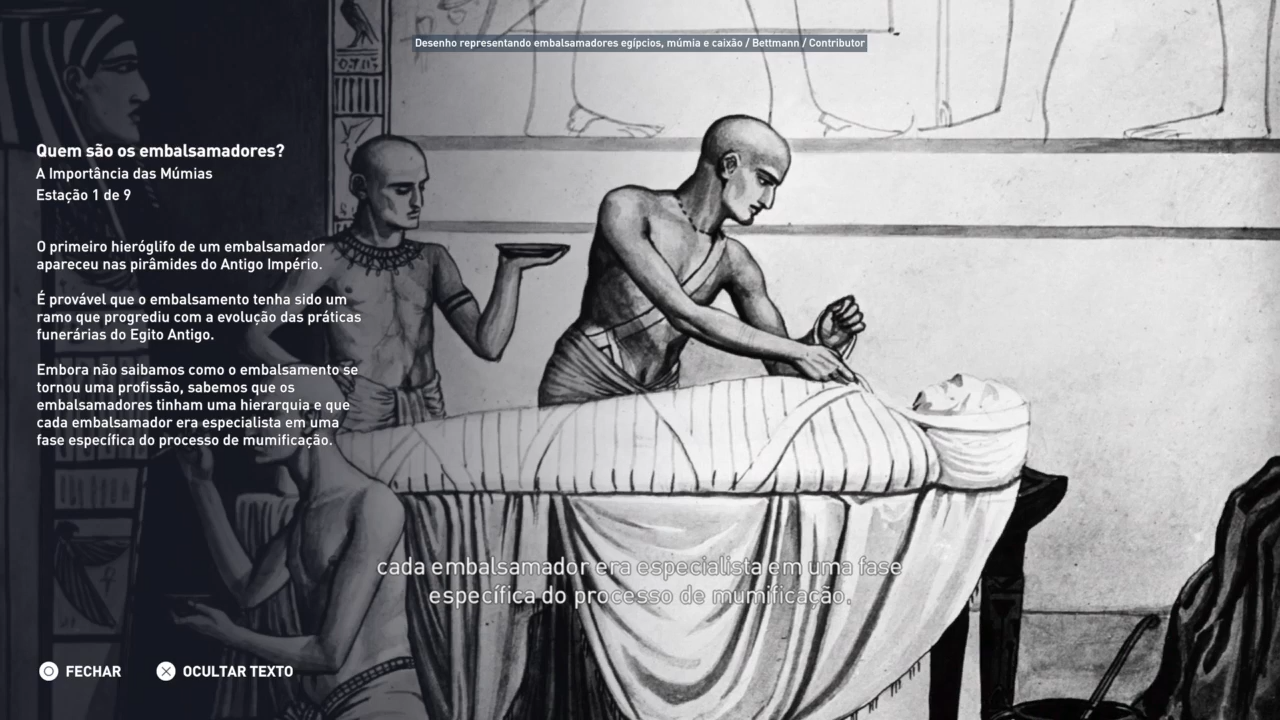 Desenho representando embalsamadores egípcios, múmia e caixão / Bettmann / Contributor
Quem são os embalsamadores?
A Importância das Múmias
Estação 1 de 9
O primeiro hieróglifo de um embalsamador
apareceu nas pirâmides do Antigo Império.
É provável que o embalsamento tenha sido um
ramo que progrediu com a evolução das práticas
funerárias do Egito Antigo.
Embora não saibamos como o embalsamento se
tornou uma profissão, sabemos que os
embalsamadores tinham uma hierarquia e que
cada embalsamador era especialista em uma
fase específica do processo de mumificação.
cada embalsamador era especialista em uma fase
específica do processo de mumificação.
FECHAR
OCULTAR TEXTO